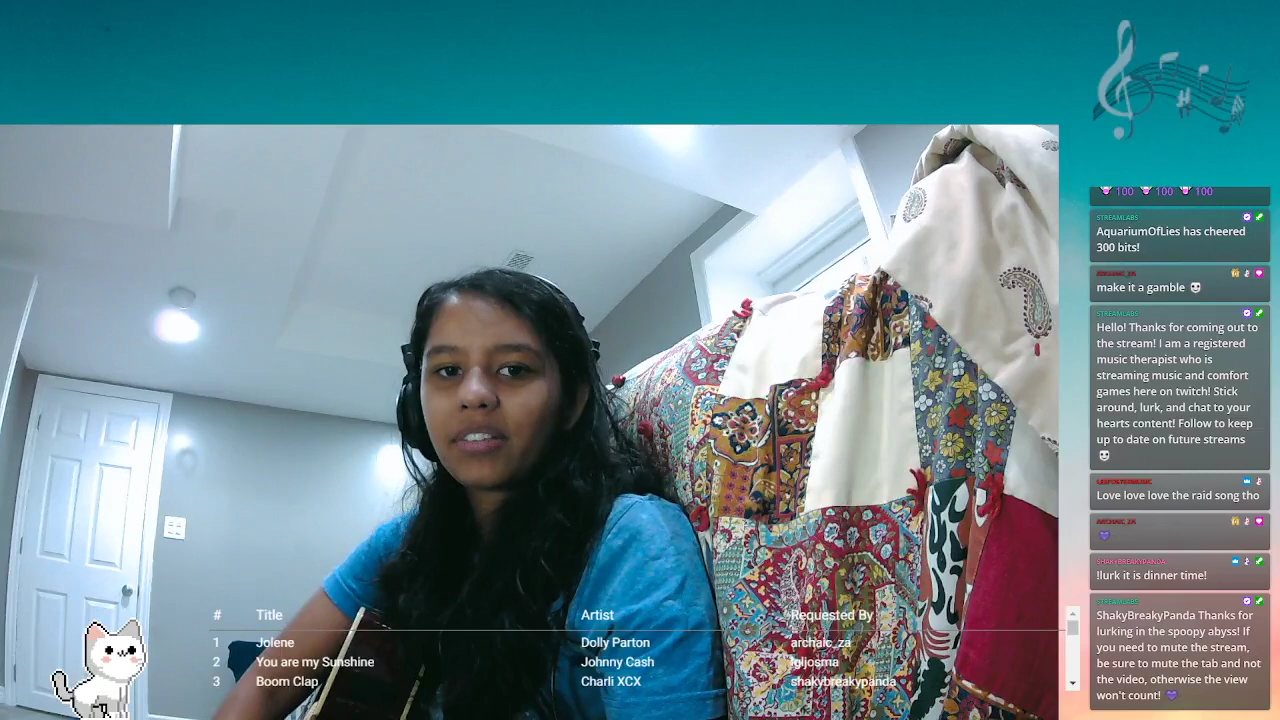 # Title Artist Requested By
1 Jolene Dolly Parton archaic_za
2 You are my Sunshine Johnny Cash lgljosma
3 Boom Clap Charli XCX shakybreakypanda
100 100 100
STREAMLABS
AquariumOfLies has cheered
300 bits!
ARCHAIC_ZA
make it a gamble
STREAMLABS
Hello! Thanks for coming out to
the stream! I am a registered
music therapist who is
streaming music and comfort
games here on twitch! Stick
around, lurk, and chat to your
hearts content! Follow to keep
up to date on future streams
Love love love the raid song tho
ARCHAIC_ZA
SHAKYBREAKYPANDA
!lurk it is dinner time!
STREAMLABS
ShakyBreakyPanda Thanks for
lurking in the spoopy abyss! If
you need to mute the stream,
be sure to mute the tab and not
the video, otherwise the view
won't count!